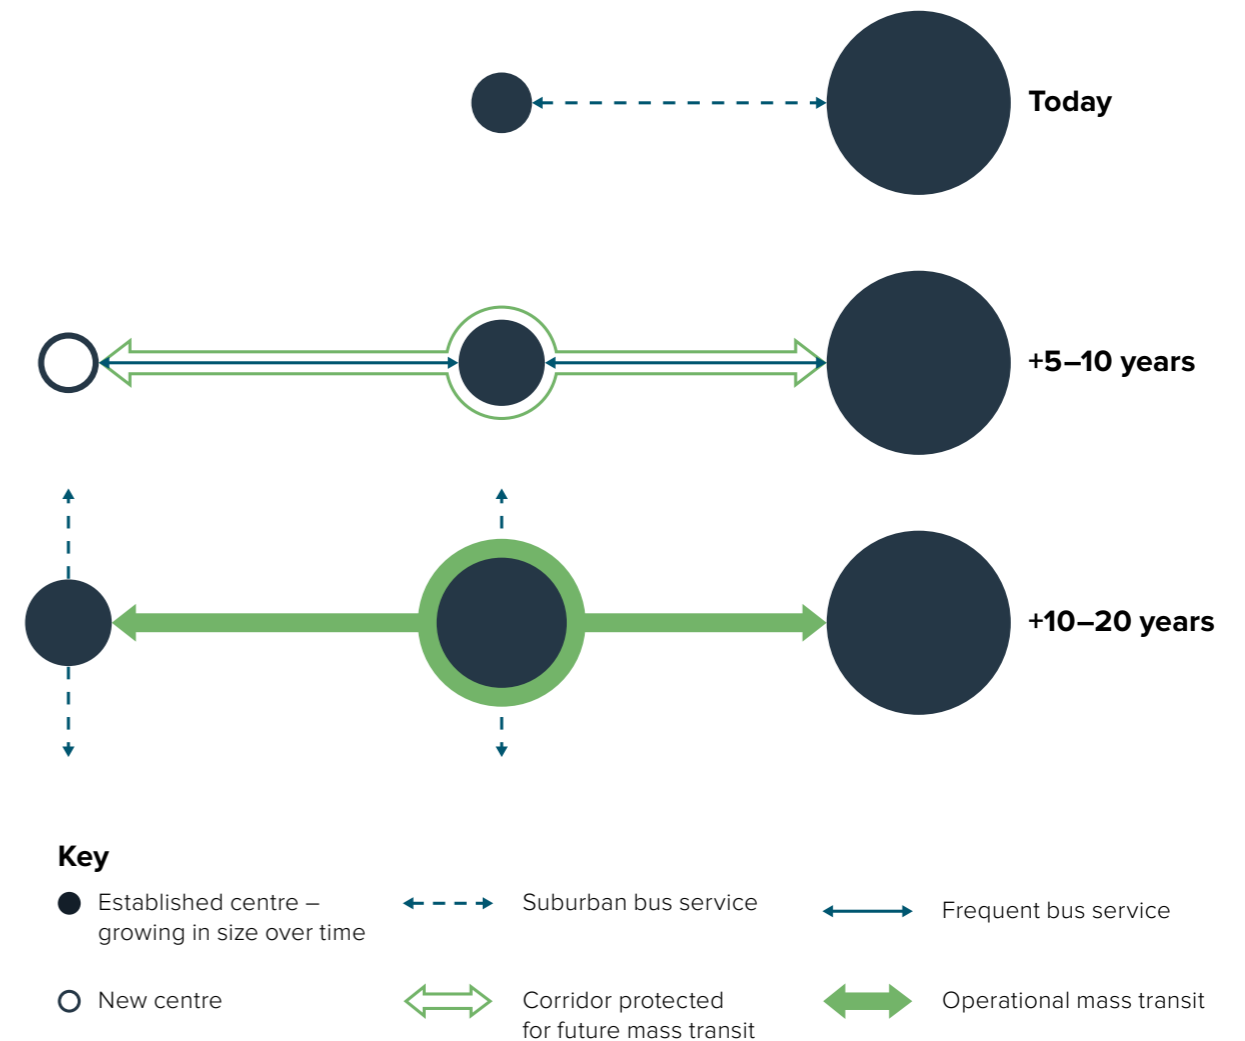 Today
+5–10 years
+10–20 years
Key
Established centre –
growing in size over time
Suburban bus service
Frequent bus service
New centre
Corridor protected
for future mass transit
Operational mass transit